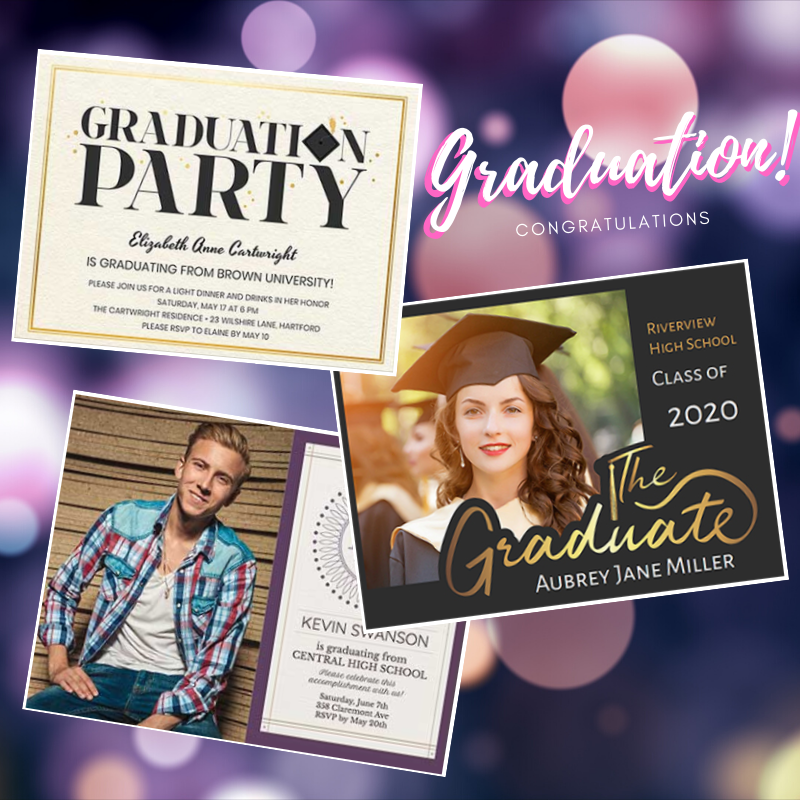 GRADUATION
PARTY
Elizabeth Anne Cartwright
IS GRADUATING FROM BROWN UNIVERSITY!
PLEASE JOIN US FOR A LIGHT DINNER AND DRINKS IN HER HONOR
SATURDAY, MAY 17 AT 6 PM
THE CARTWRIGHT RESIDENCE • 23 WILSHIRE LANE, HARTFORD
PLEASE RSVP TO ELAINE BY MAY 10
Graduation!
CONGRATULATIONS
RIVERVIEW
HIGH SCHOOL
CLASS OF
2020
The
Graduate
AUBREY JANE MILLER
KEVIN SWANSON
is graduating from
CENTRAL HIGH SCHOOL
Please celebrate this
accomplishment with us!
Saturday, June 7th
358 Claremont Ave
RSVP by May 20th